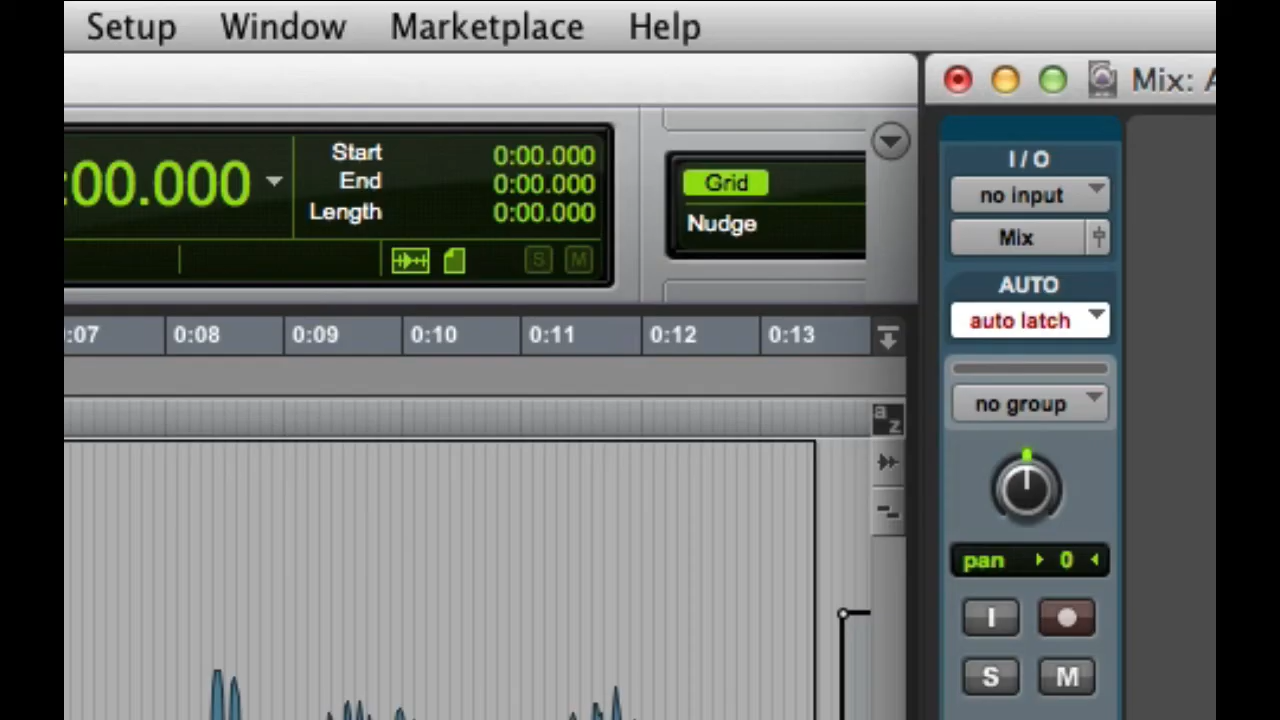 Setup Window Marketplace Help
Mix: A
:00.000
Start 0:00.000
End 0:00.000
Length 0:00.000
S M
Grid
Nudge
:07 0:08 0:09 0:10 0:11 0:12 0:13
a
z
I / O
no input
Mix
AUTO
auto latch
no group
pan 0
I
S M